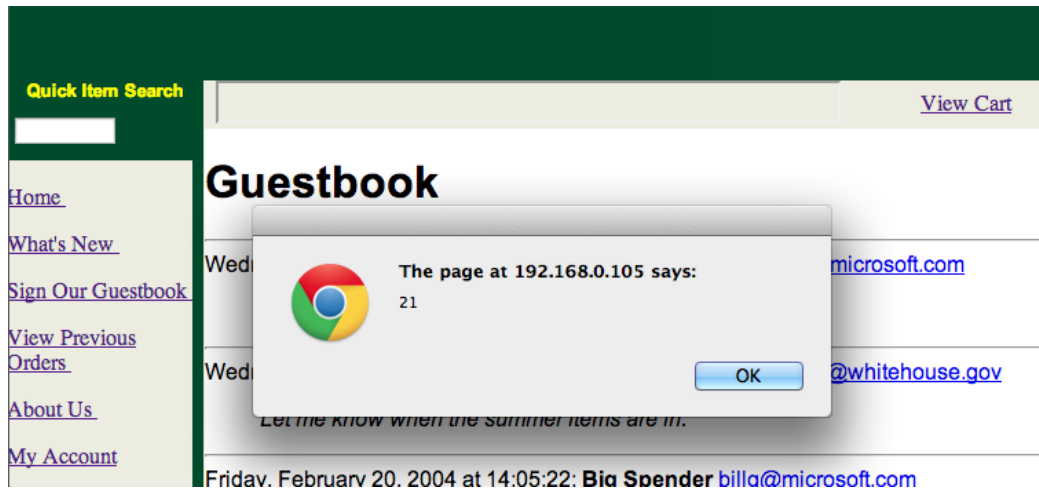 Quick Item Search
View Cart
Home
What's New
Sign Our Guestbook
View Previous
Orders
About Us
My Account
Guestbook
microsoft.com
@whitehouse.gov
Let me know when the summer items are in.
Friday, February 20, 2004 at 14:05:22: Big Spender billg@microsoft.com
The page at 192.168.0.105 says:
21
OK